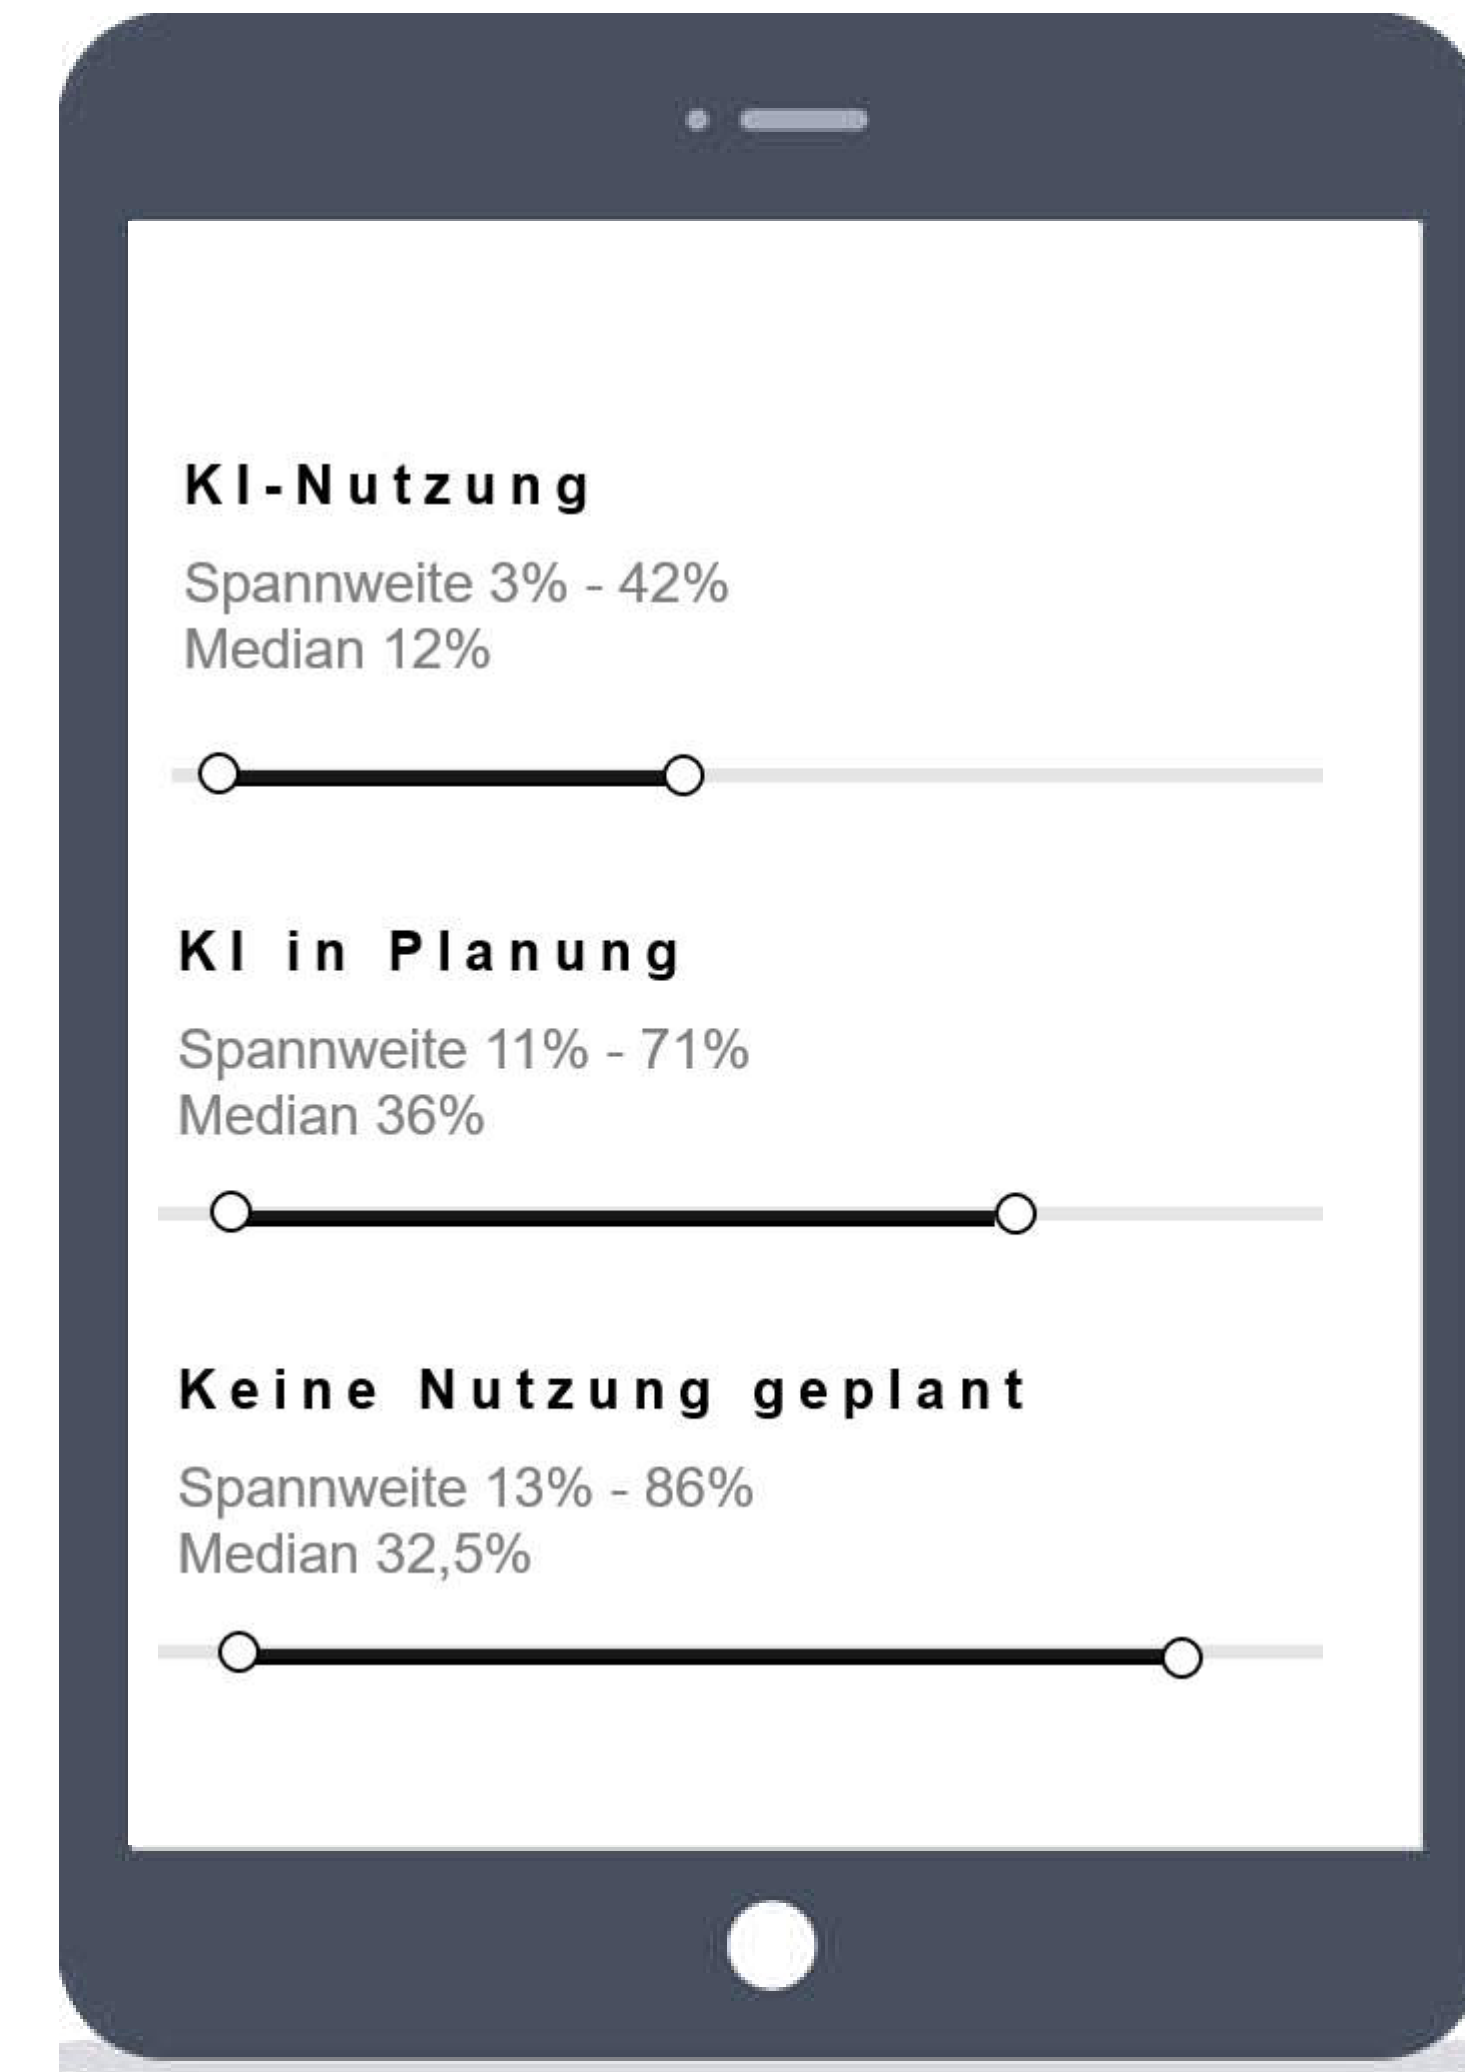 KI-Nutzung
Spannweite 3% - 42%
Median 12%
KI in Planung
Spannweite 11% - 71%
Median 36%
Keine Nutzung geplant
Spannweite 13% - 86%
Median 32,5%